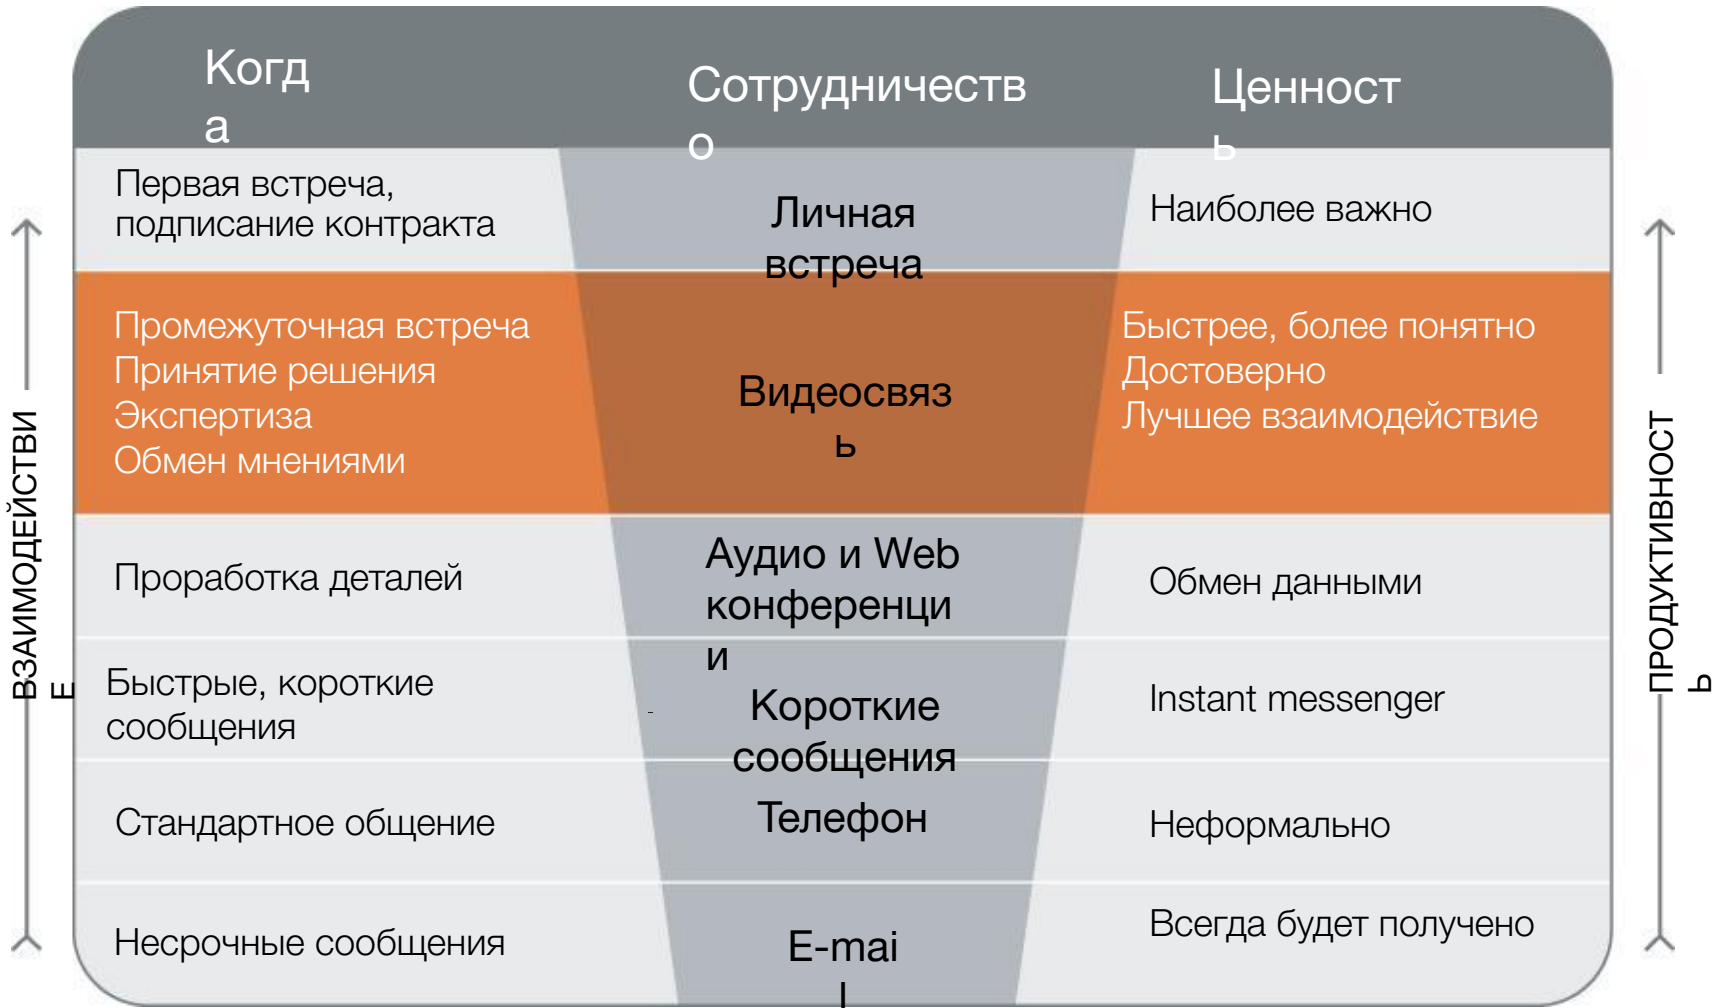 Когд
а
Сотрудничеств
о
Ценност
ь
Первая встреча,
подписание контракта
Личная
встреча
Наиболее важно
Промежуточная встреча
Принятие решения
Экспертиза
Обмен мнениями
Видеосвяз
ь
Быстрее, более понятно
Достоверно
Лучшее взаимодействие
Проработка деталей
Аудио и Web
конференци
и
Обмен данными
Быстрые, короткие
сообщения
-
Короткие
сообщения
Instant messenger
Стандартное общение
Телефон
Неформально
Несрочные сообщения
E-mai
l
Всегда будет получено
ВЗАИМОДЕЙСТВИ
Е
ПРОДУКТИВНОСТ
Ь